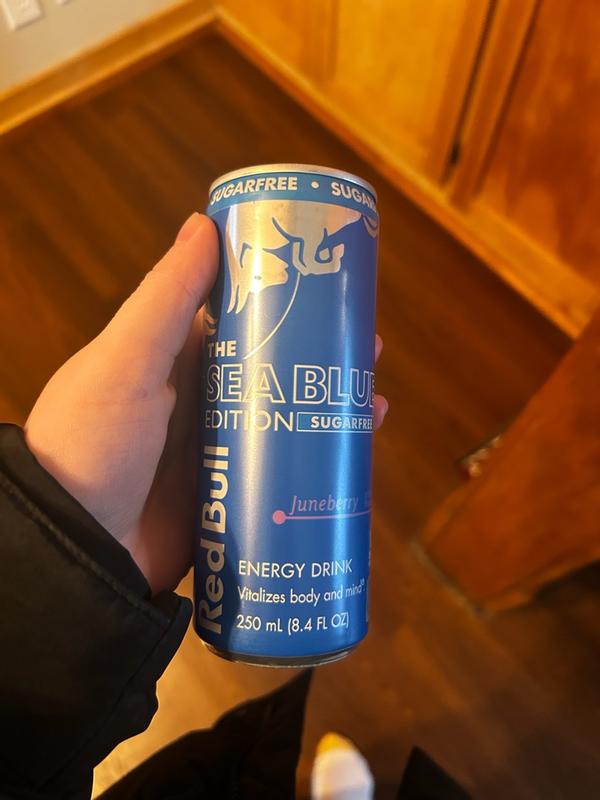 SUGARFREE •
THE
SEA BLUE
EDITION SUGARFREE
Juneberry
Red Bull
ENERGY DRINK
Vitalizes body and mind®.
250 mL (8.4 FL OZ)